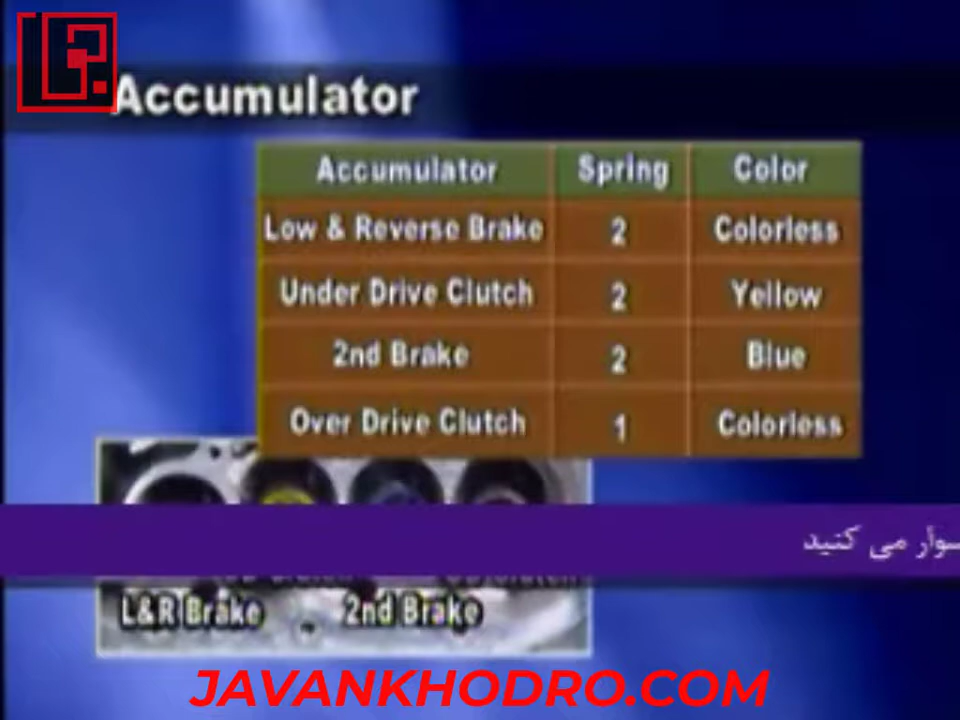 Accumulator
Accumulator Spring Color
Low & Reverse Brake 2 Colorless
Under Drive Clutch 2 Yellow
2nd Brake 2 Blue
Over Drive Clutch 1 Colorless
سوار می کنید
L&R Brake 2nd Brake
JAVANKHODRO.COM